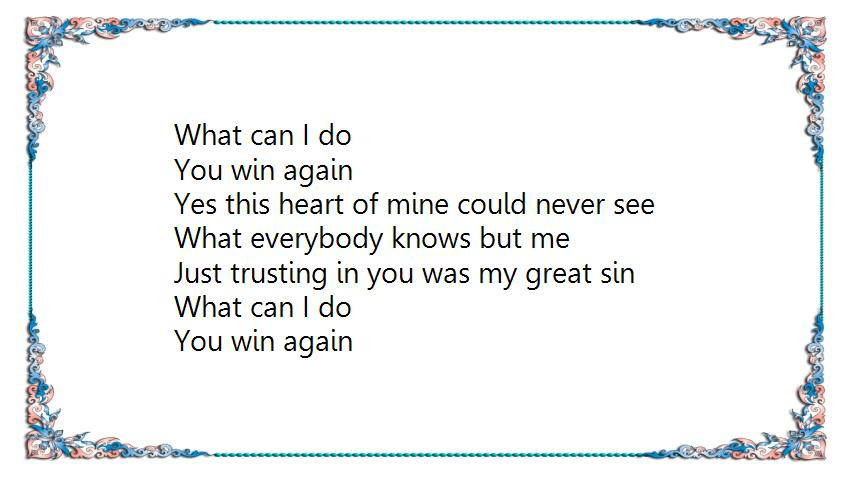 What can I do
You win again
Yes this heart of mine could never see
What everybody knows but me
Just trusting in you was my great sin
What can I do
You win again